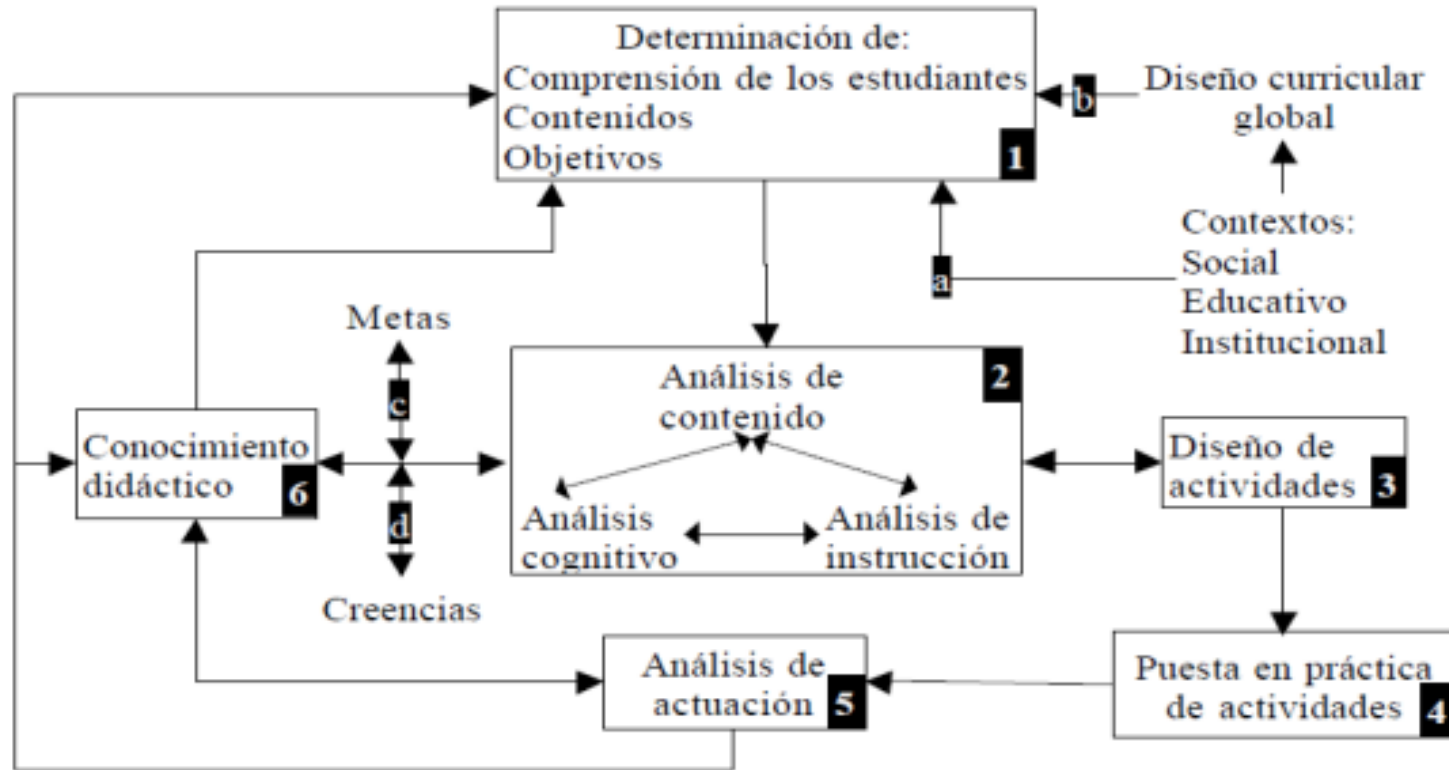 Determinación de:
Comprensión de los estudiantes
Contenidos
Objetivos
1
b
Diseño curricular
global
Contextos:
Social
Educativo
Institucional
a
Metas
c
d
Creencias
Conocimiento
didáctico
6
2
Análisis de
contenido
Análisis
cognitivo
Análisis de
instrucción
Diseño de
actividades
3
Puesta en práctica
de actividades
4
Análisis de
actuación
5